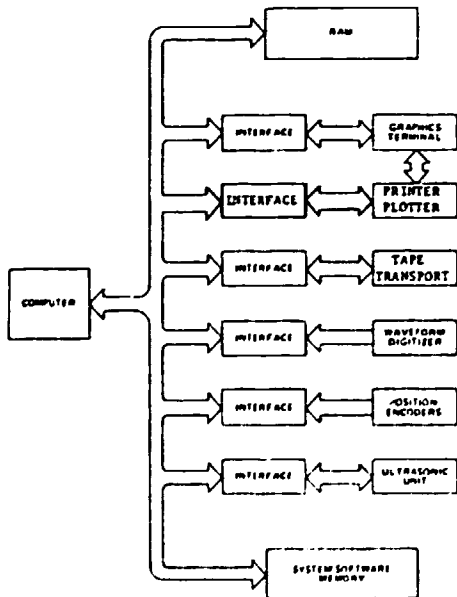 RAM
INTERFACE
GRAPHICS
TERMINAL
INTERFACE
PRINTER
PLOTTER
INTERFACE
TAPE
TRANSPORT
COMPUTER
INTERFACE
WAVEFORM
DIGITIZER
INTERFACE
POSITION
ENCODERS
INTERFACE
ULTRASONIC
UNIT
SYSTEM SOFTWARE
MEMORY